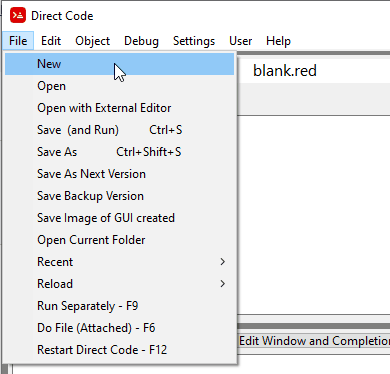 Direct Code
File Edit Object Debug Settings User Help
New
blank.red
Open
Open with External Editor
Save (and Run) Ctrl+S
Save As Ctrl+Shift+S
Save As Next Version
Save Backup Version
Save Image of GUI created
Open Current Folder
Recent
Reload
Run Separately - F9
Do File (Attached) - F6
Edit Window and Completio
Restart Direct Code - F12